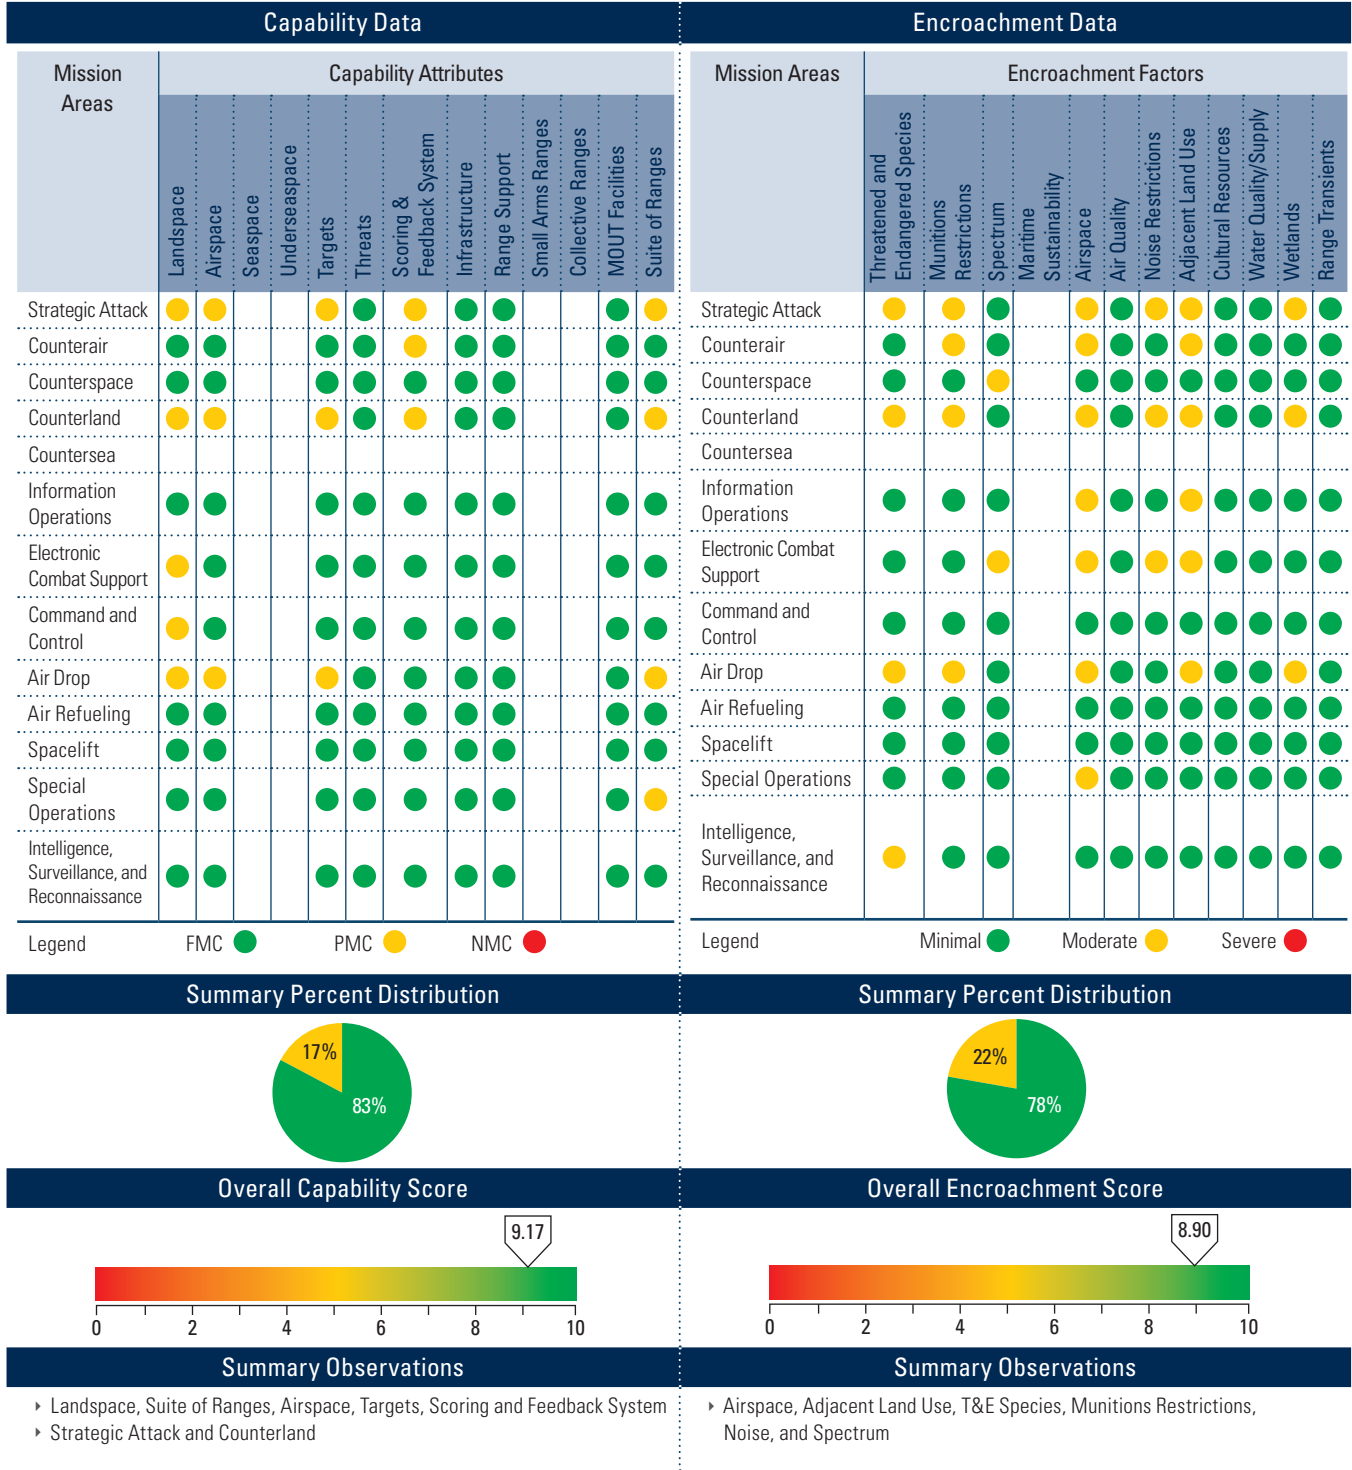 Capability Data
Mission
Areas
Capability Attributes
Landspace
Airspace
Seaspace
Underseaspace
Targets
Threats
Scoring &
Feedback System
Infrastructure
Range Support
Small Arms Ranges
Collective Ranges
MOUT Facilities
Suite of Ranges
Strategic Attack
Counterair
Counterspace
Counterland
Countersea
Information
Operations
Electronic
Combat Support
Command and
Control
Air Drop
Air Refueling
Spacelift
Special
Operations
Intelligence,
Surveillance, and
Reconnaissance
Legend
FMC
PMC
NMC
Summary Percent Distribution
17%
83%
Overall Capability Score
9.17
0 2 4 6 8 10
Summary Observations
‣ Landspace, Suite of Ranges, Airspace, Targets, Scoring and Feedback System
‣ Strategic Attack and Counterland
Encroachment Data
Mission Areas
Encroachment Factors
Threatened and
Endangered Species
Munitions
Restrictions
Spectrum
Maritime
Sustainability
Airspace
Air Quality
Noise Restrictions
Adjacent Land Use
Cultural Resources
Water Quality/Supply
Wetlands
Range Transients
Strategic Attack
Counterair
Counterspace
Counterland
Countersea
Information
Operations
Electronic Combat
Support
Command and
Control
Air Drop
Air Refueling
Spacelift
Special Operations
Intelligence,
Surveillance, and
Reconnaissance
Legend
Minimal
Moderate
Severe
Summary Percent Distribution
22%
78%
Overall Encroachment Score
8.90
0 2 4 6 8 10
Summary Observations
‣ Airspace, Adjacent Land Use, T&E Species, Munitions Restrictions,
Noise, and Spectrum